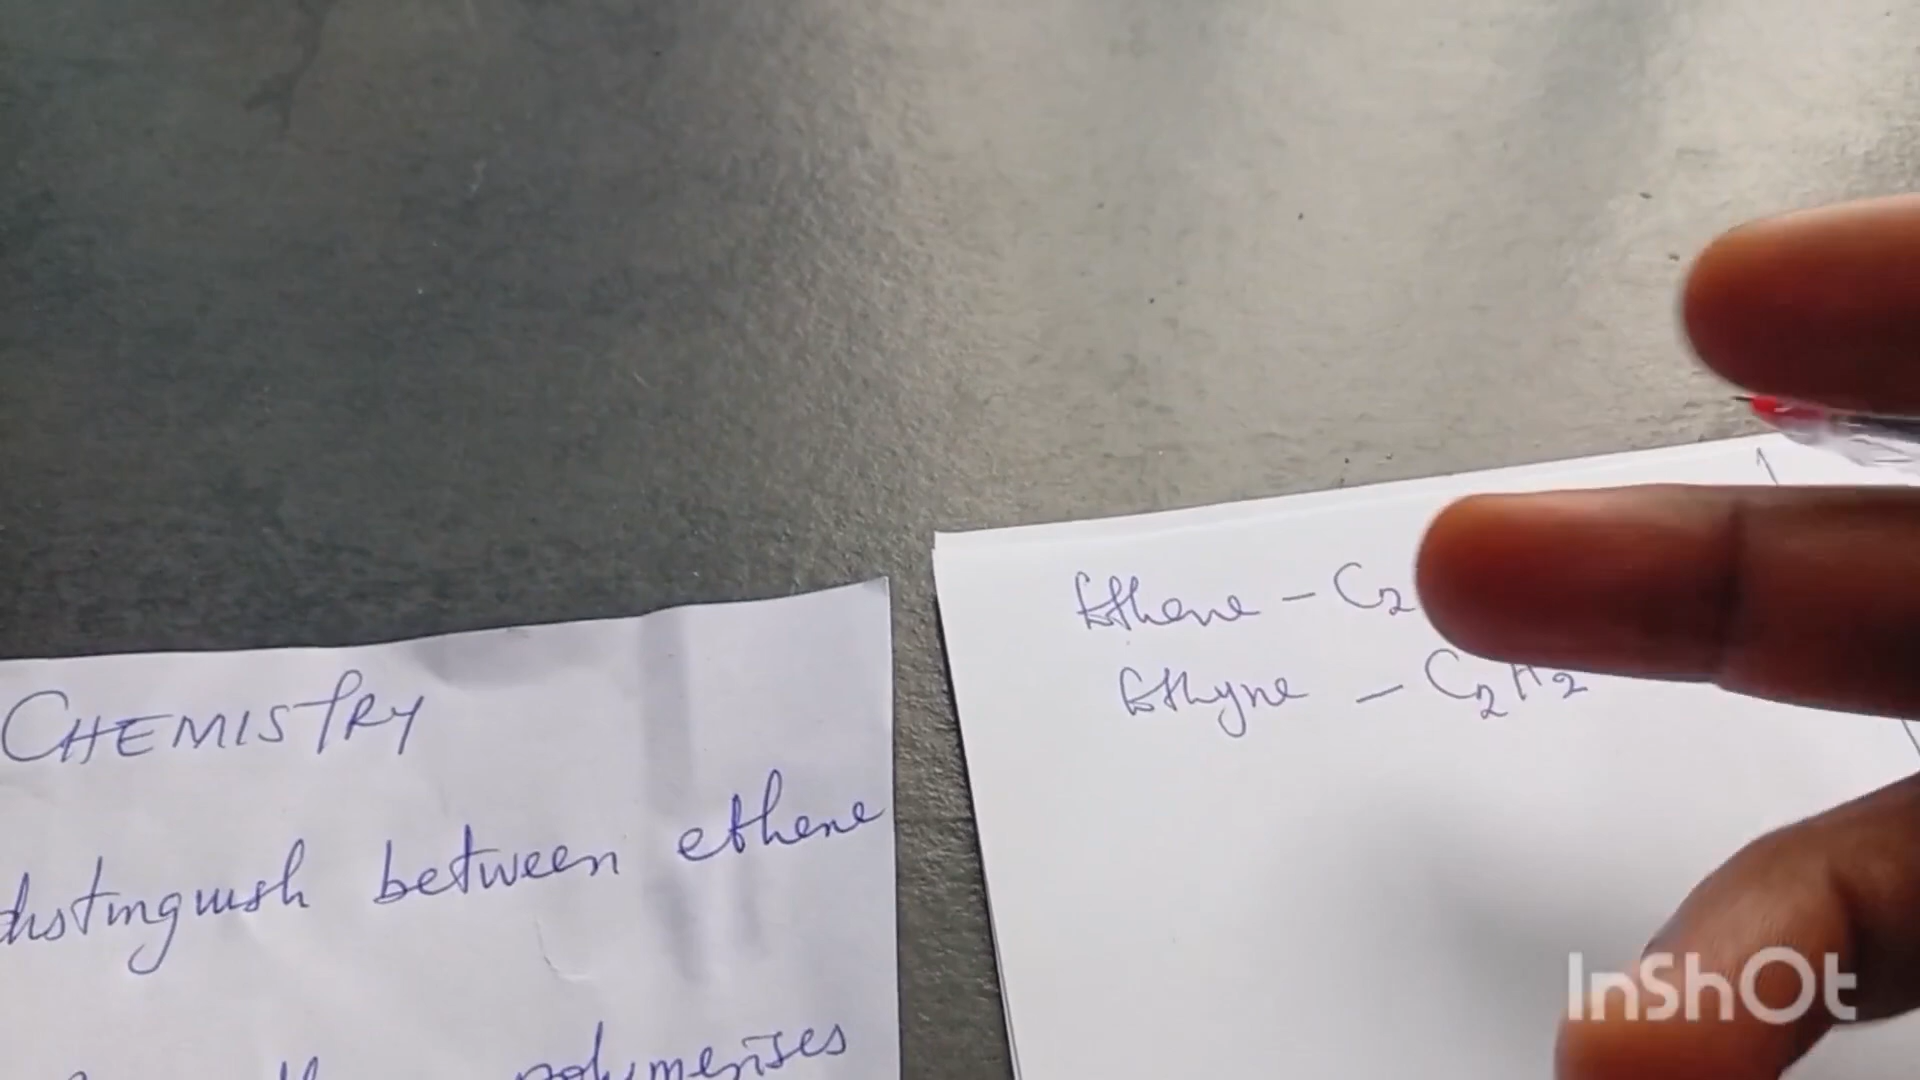 CHEMISTRY
distinguish between ethene
polymerises
Ethene – C2
Ethyne – C2H2
InShOt